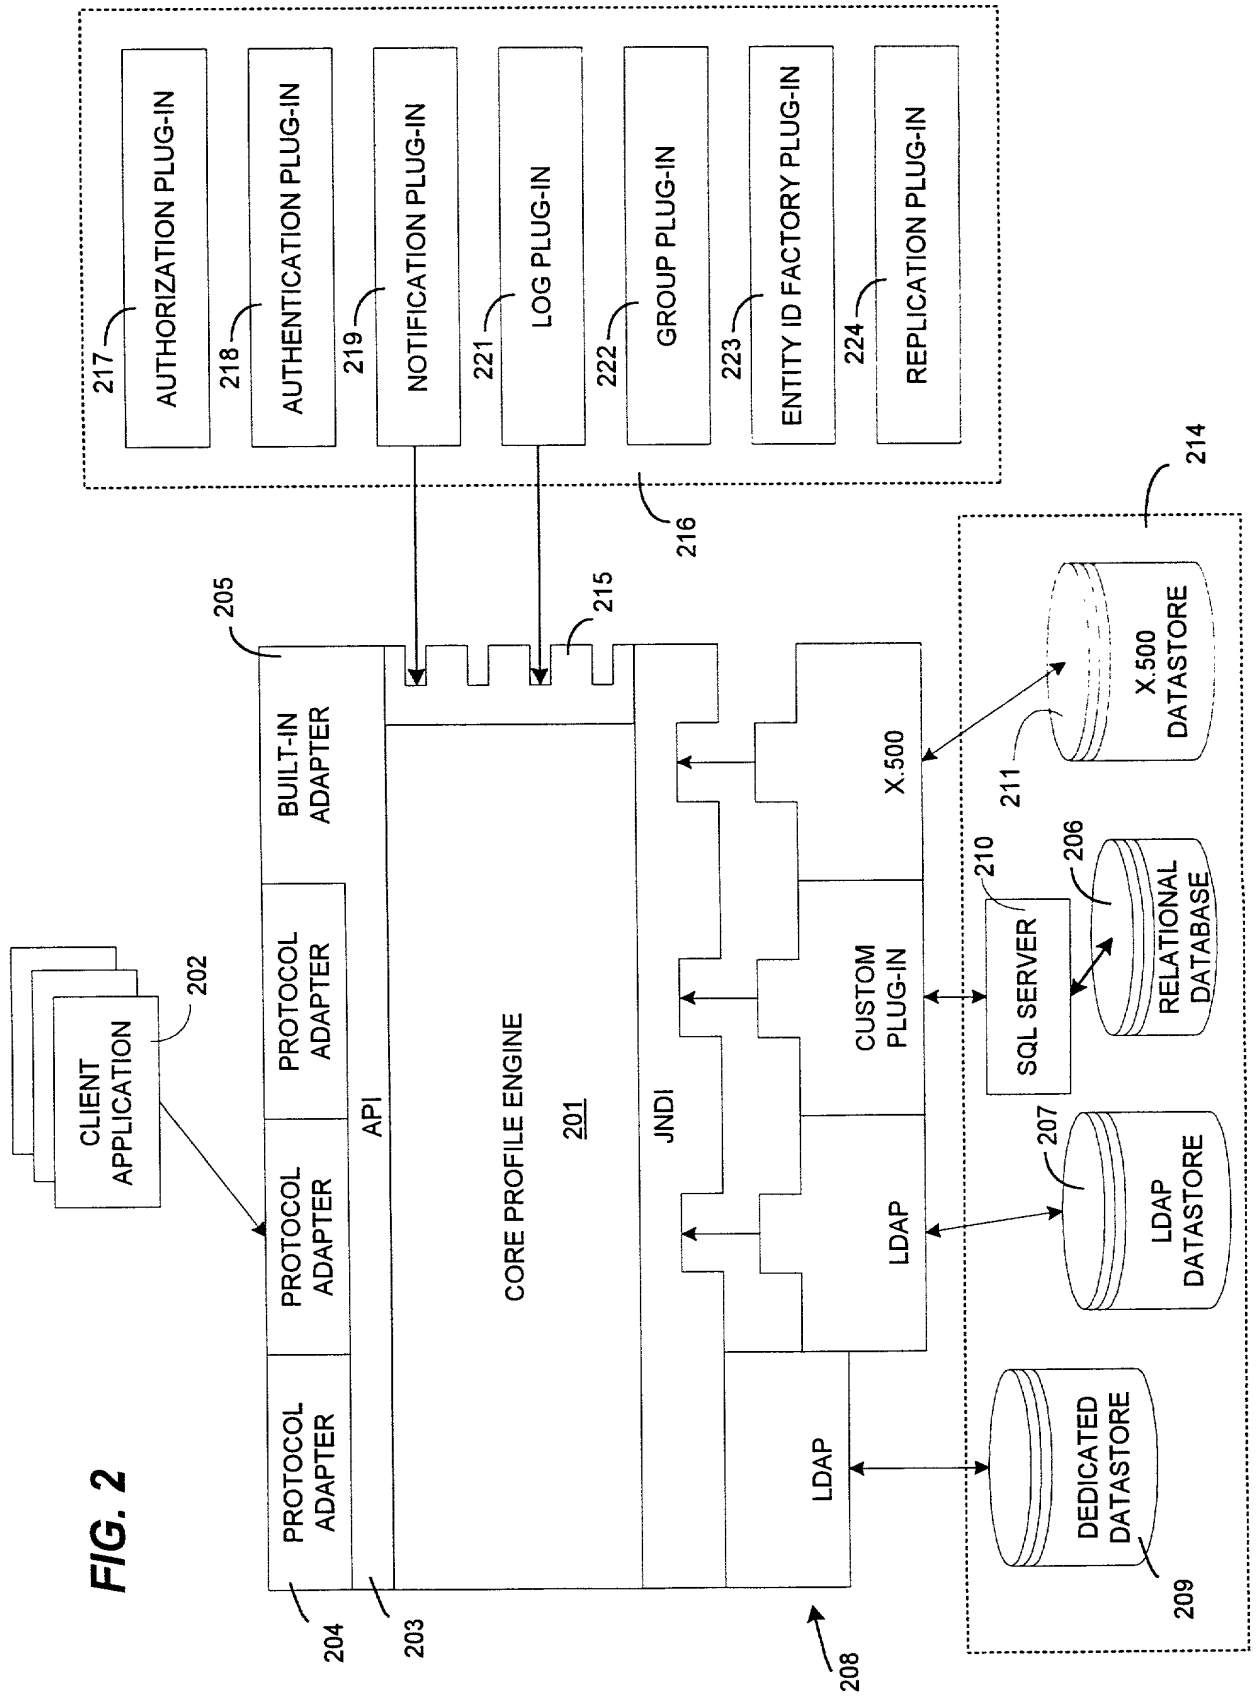 FIG. 2
CLIENT
APPLICATION
202
204
203
205
PROTOCOL
ADAPTER
PROTOCOL
ADAPTER
PROTOCOL
ADAPTER
BUILT-IN
ADAPTER
API
CORE PROFILE ENGINE
201
215
JNDI
208
LDAP
LDAP
CUSTOM
PLUG-IN
X.500
217
AUTHORIZATION PLUG-IN
218
AUTHENTICATION PLUG-IN
219
NOTIFICATION PLUG-IN
221
LOG PLUG-IN
222
GROUP PLUG-IN
223
ENTITY ID FACTORY PLUG-IN
224
REPLICATION PLUG-IN
216
214
209
DEDICATED
DATASTORE
207
LDAP
DATASTORE
210
SQL SERVER
206
RELATIONAL
DATABASE
211
X.500
DATASTORE